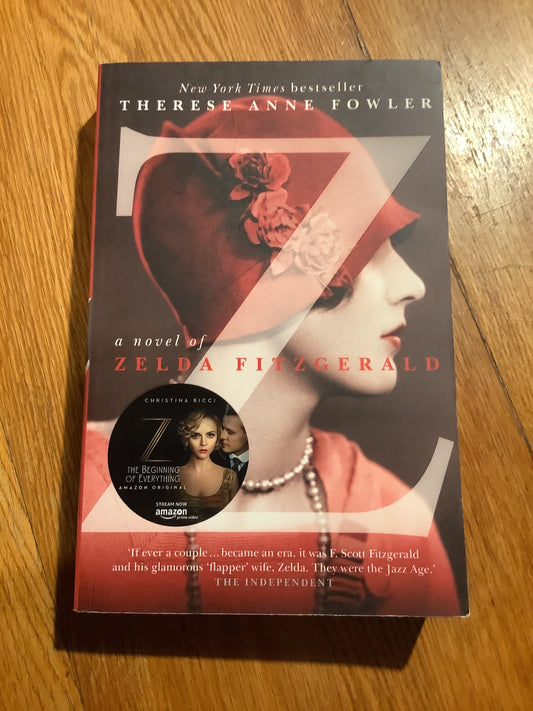 New York Times bestseller
THERESE ANNE FOWLER
Z
a novel of
ZELDA FITZGERALD
CHRISTINA RICCI
Z
THE BEGINNING
OF EVERYTHING
AMAZON ORIGINAL
STREAM NOW
amazon
prime video
'If ever a couple ... became an era, it was F. Scott Fitzgerald
and his glamorous 'flapper' wife, Zelda. They were the Jazz Age.'
THE INDEPENDENT